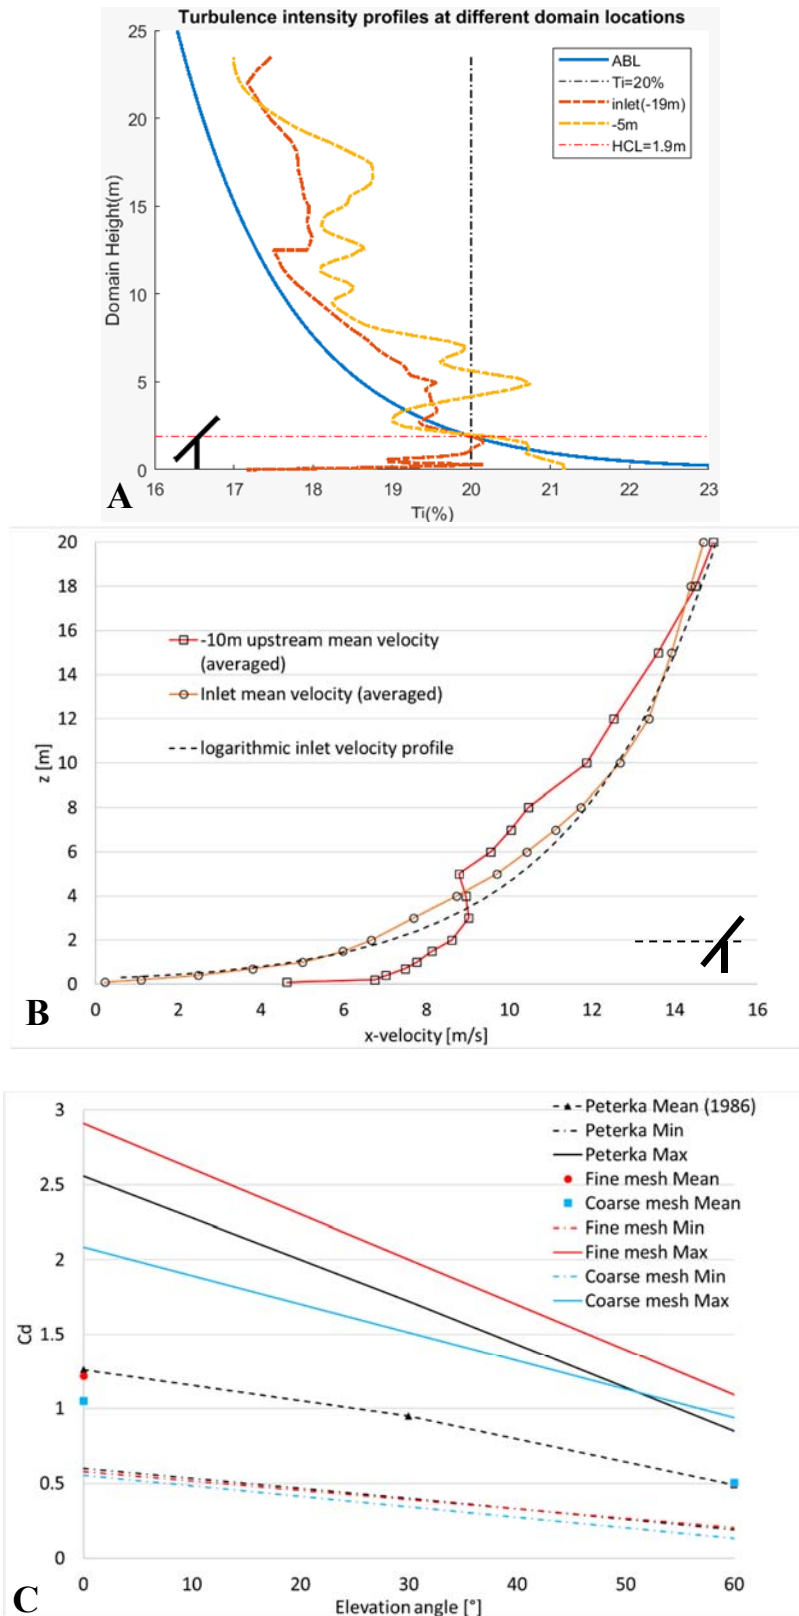 Turbulence intensity profiles at different domain locations
25
20
15
10
5
0
Domain Height(m)
ABL
Ti=20%
inlet(-19m)
-5m
HCL=1.9m
16 17 18 19 20 21 22 23
Ti(%)
A
20
18
16
14
12
10
8
6
4
2
0
z [m]
-10m upstream mean velocity
(averaged)
Inlet mean velocity (averaged)
logarithmic inlet velocity profile
0 2 4 6 8 10 12 14 16
x-velocity [m/s]
B
3
2.5
2
1.5
1
0.5
0
Cd
Peterka Mean (1986)
Peterka Min
Peterka Max
Fine mesh Mean
Coarse mesh Mean
Fine mesh Min
Fine mesh Max
Coarse mesh Min
Coarse mesh Max
0 10 20 30 40 50 60
Elevation angle [°]
C